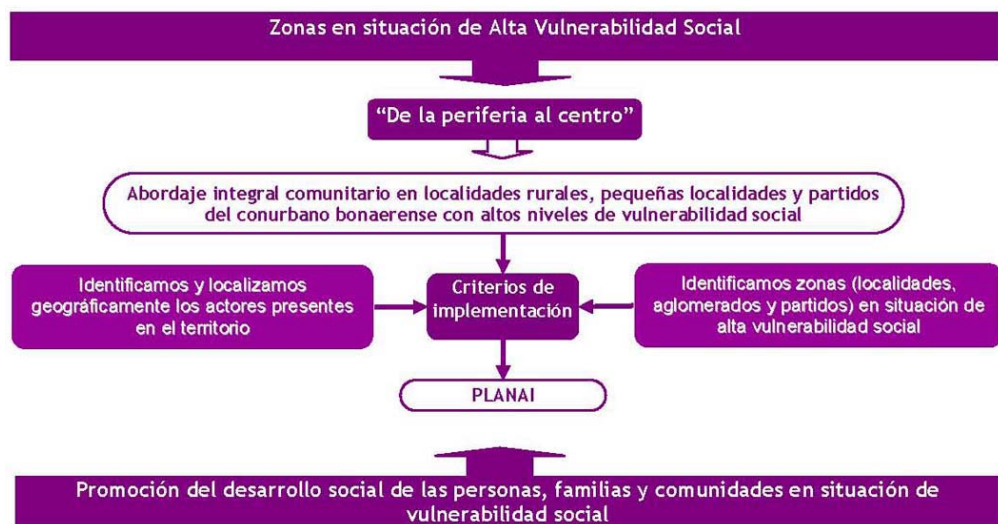 Zonas en situación de Alta Vulnerabilidad Social
“De la periferia al centro”
Abordaje integral comunitario en localidades rurales, pequeñas localidades y partidos
del conurbano bonaerense con altos niveles de vulnerabilidad social
Identificamos y localizamos
geográficamente los actores presentes
en el territorio
Criterios de
implementación
Identificamos zonas (localidades,
aglomerados y partidos) en situación de
alta vulnerabilidad social
PLANAI
Promoción del desarrollo social de las personas, familias y comunidades en situación de
vulnerabilidad social